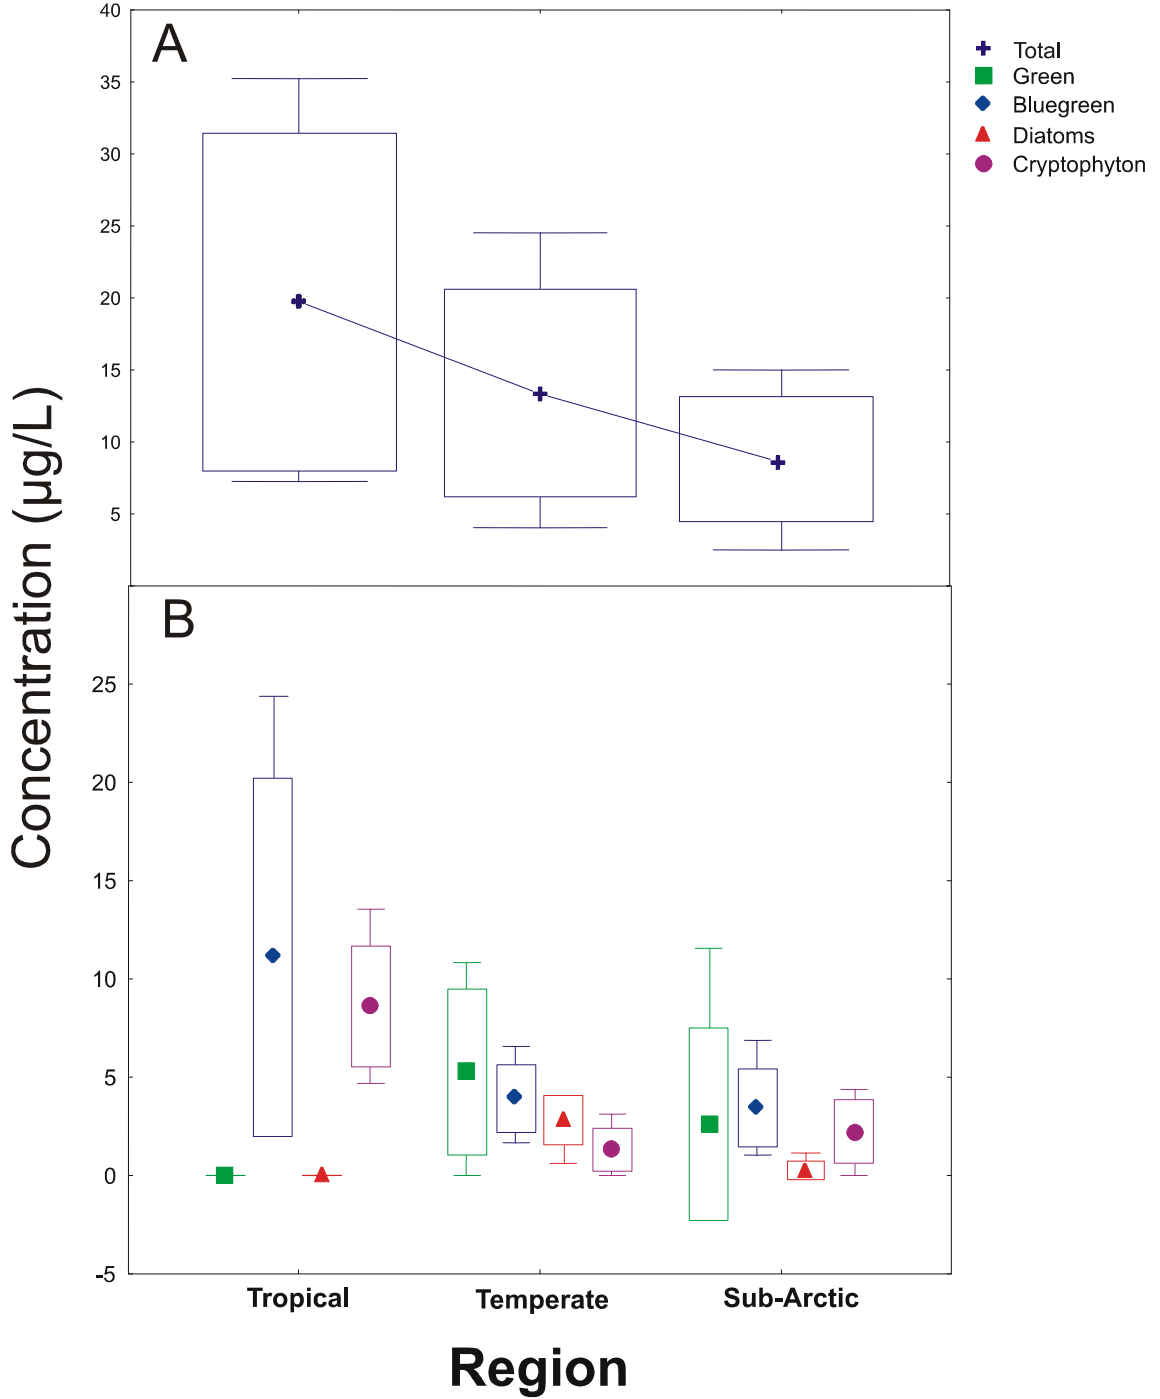 A
40
35
30
25
20
15
10
5
Total
Green
Bluegreen
Diatoms
Cryptophyton
Concentration (µg/L)
B
25
20
15
10
5
0
-5
Tropical Temperate Sub-Arctic
Region